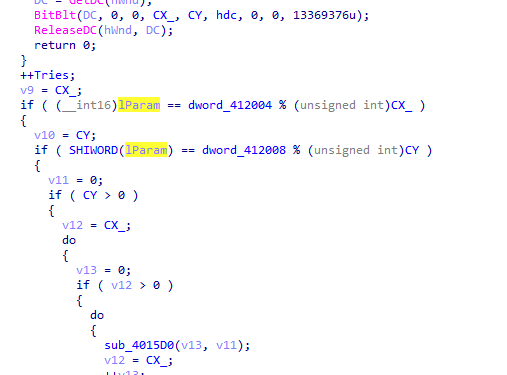 DC = GetDC(hWnd);
BitBlt(DC, 0, 0, CX_, CY, hdc, 0, 0, 13369376u);
ReleaseDC(hWnd, DC);
return 0;
}
++Tries;
v9 = CX_;
if ( (__int16)lParam == dword_412004 % (unsigned int)CX_ )
{
v10 = CY;
if ( SHIWORD(lParam) == dword_412008 % (unsigned int)CY )
{
v11 = 0;
if ( CY > 0 )
{
v12 = CX_;
do
{
v13 = 0;
if ( v12 > 0 )
{
do
{
sub_4015D0(v13, v11);
v12 = CX_;
++v13;